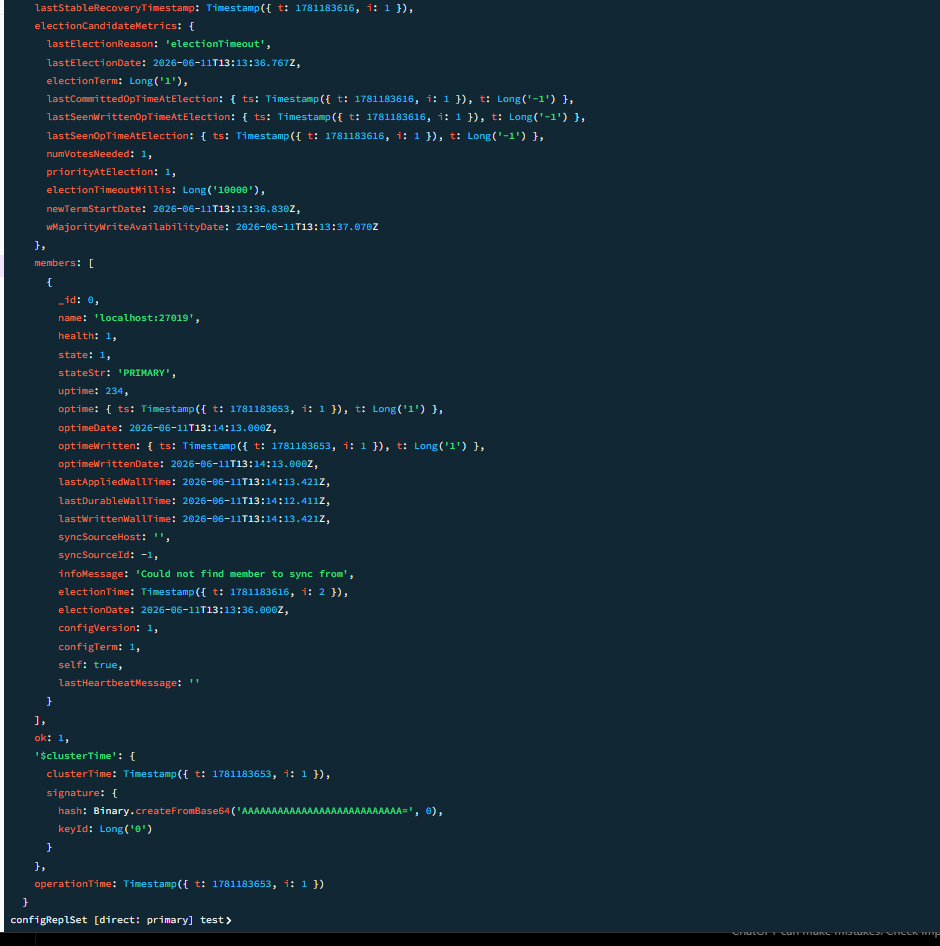 lastStableRecoveryTimestamp: Timestamp({ t: 1781183616, i: 1 }),
electionCandidateMetrics: {
lastElectionReason: 'electionTimeout',
lastElectionDate: 2026-06-11T13:13:36.767Z,
electionTerm: Long('1'),
lastCommittedOpTimeAtElection: { ts: Timestamp({ t: 1781183616, i: 1 }), t: Long('-1') },
lastSeenWrittenOpTimeAtElection: { ts: Timestamp({ t: 1781183616, i: 1 }), t: Long('-1') },
lastSeenOpTimeAtElection: { ts: Timestamp({ t: 1781183616, i: 1 }), t: Long('-1') },
numVotesNeeded: 1,
priorityAtElection: 1,
electionTimeoutMillis: Long('10000'),
newTermStartDate: 2026-06-11T13:13:36.830Z,
wMajorityWriteAvailabilityDate: 2026-06-11T13:13:37.070Z
},
members: [
{
_id: 0,
name: 'localhost:27019',
health: 1,
state: 1,
stateStr: 'PRIMARY',
uptime: 234,
optime: { ts: Timestamp({ t: 1781183653, i: 1 }), t: Long('1') },
optimeDate: 2026-06-11T13:14:13.000Z,
optimeWritten: { ts: Timestamp({ t: 1781183653, i: 1 }), t: Long('1') },
optimeWrittenDate: 2026-06-11T13:14:13.000Z,
lastAppliedWallTime: 2026-06-11T13:14:13.421Z,
lastDurableWallTime: 2026-06-11T13:14:12.411Z,
lastWrittenWallTime: 2026-06-11T13:14:13.421Z,
syncSourceHost: '',
syncSourceId: -1,
infoMessage: 'Could not find member to sync from',
electionTime: Timestamp({ t: 1781183616, i: 2 }),
electionDate: 2026-06-11T13:13:36.000Z,
configVersion: 1,
configTerm: 1,
self: true,
lastHeartbeatMessage: ''
}
],
ok: 1,
'$clusterTime': {
clusterTime: Timestamp({ t: 1781183653, i: 1 }),
signature: {
hash: Binary.createFromBase64('AAAAAAAAAAAAAAAAAAAAAAAAAAA=', 0),
keyId: Long('0')
}
},
operationTime: Timestamp({ t: 1781183653, i: 1 })
}
configReplSet [direct: primary] test>
ChatGPT can make mistakes. Check